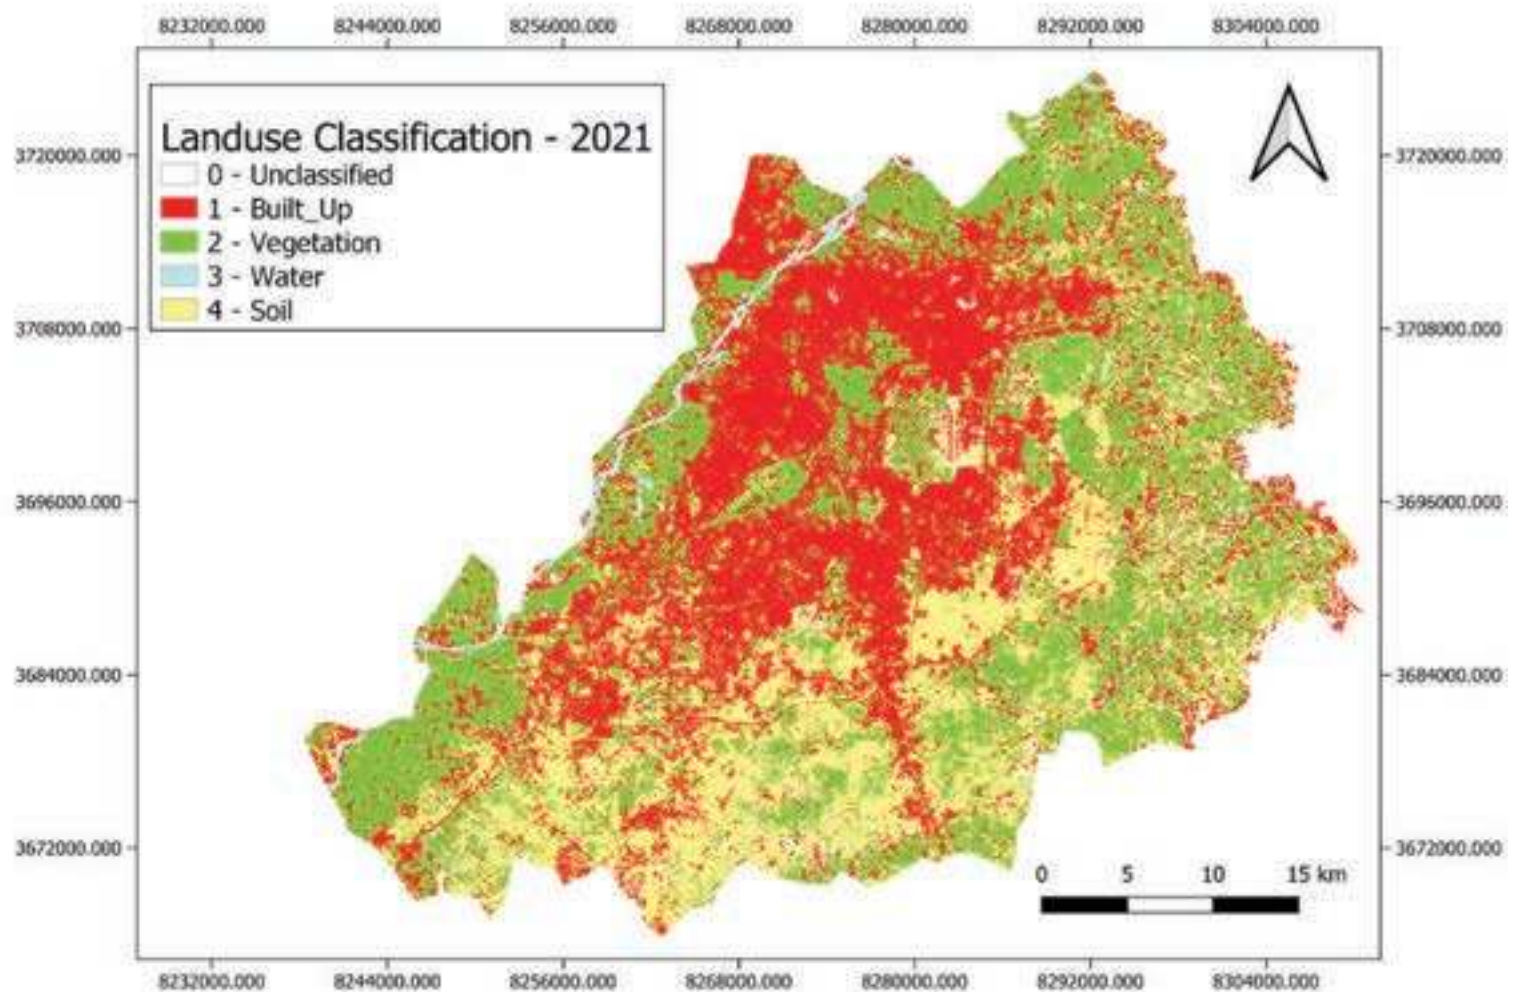 8232000.000 8244000.000 8256000.000 8268000.000 8280000.000 8292000.000 8304000.000
Landuse Classification - 2021
0 - Unclassified
1 - Built_Up
2 - Vegetation
3 - Water
4 - Soil
3720000.000 3720000.000
3708000.000 3708000.000
3696000.000 3696000.000
3684000.000 3684000.000
3672000.000 3672000.000
0 5 10 15 km
8232000.000 8244000.000 8256000.000 8268000.000 8280000.000 8292000.000 8304000.000